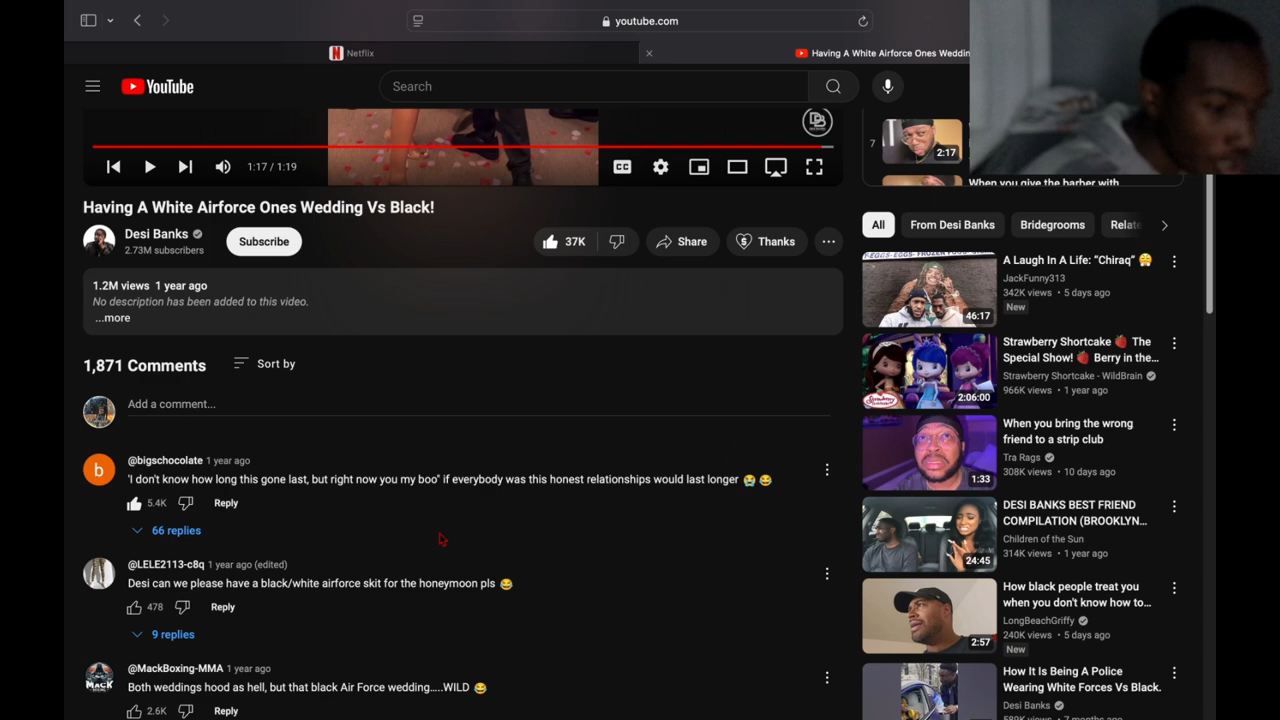 youtube.com
Netflix
Having A White Airforce Ones Weddin
YouTube
Search
1:17 / 1:19
CC
7
2:17
When you give the barber with
Having A White Airforce Ones Wedding Vs Black!
Desi Banks
2.73M subscribers
Subscribe
37K
Share
Thanks
1.2M views 1 year ago
No description has been added to this video.
...more
1,871 Comments
Sort by
Add a comment...
b
@bigschocolate 1 year ago
'I don't know how long this gone last, but right now you my boo" if everybody was this honest relationships would last longer 😭 😂
5.4K
Reply
66 replies
@LELE2113-c8q 1 year ago (edited)
Desi can we please have a black/white airforce skit for the honeymoon pls 😂
478
Reply
9 replies
@MackBoxing-MMA 1 year ago
Both weddings hood as hell, but that black Air Force wedding.....WILD 😂
2.6K
Reply
All
From Desi Banks
Bridegrooms
Relate
A Laugh In A Life: “Chiraq” 😤
JackFunny313
342K views • 5 days ago
New
46:17
Strawberry Shortcake 🍓 The
Special Show! 🍓 Berry in the...
Strawberry Shortcake - WildBrain
966K views • 1 year ago
2:06:00
When you bring the wrong
friend to a strip club
Tra Rags
308K views • 10 days ago
1:33
DESI BANKS BEST FRIEND
COMPILATION (BROOKLYN...
Children of the Sun
314K views • 1 year ago
24:45
How black people treat you
when you don't know how to...
LongBeachGriffy
240K views • 5 days ago
New
2:57
How It Is Being A Police
Wearing White Forces Vs Black.
Desi Banks